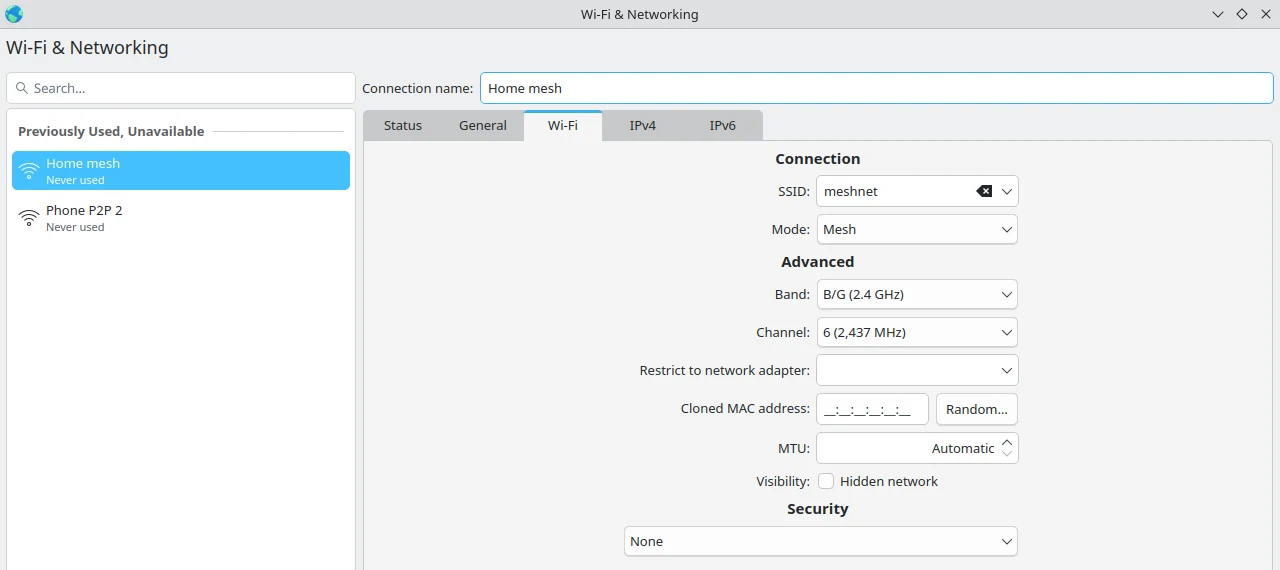 Wi-Fi & Networking
Wi-Fi & Networking
Search...
Connection name: Home mesh
Previously Used, Unavailable
Home mesh
Never used
Phone P2P 2
Never used
Status General Wi-Fi IPv4 IPv6
Connection
SSID: meshnet
Mode: Mesh
Advanced
Band: B/G (2.4 GHz)
Channel: 6 (2,437 MHz)
Restrict to network adapter:
Cloned MAC address: __:__:__:__:__:__ Random...
MTU: Automatic
Visibility: Hidden network
Security
None